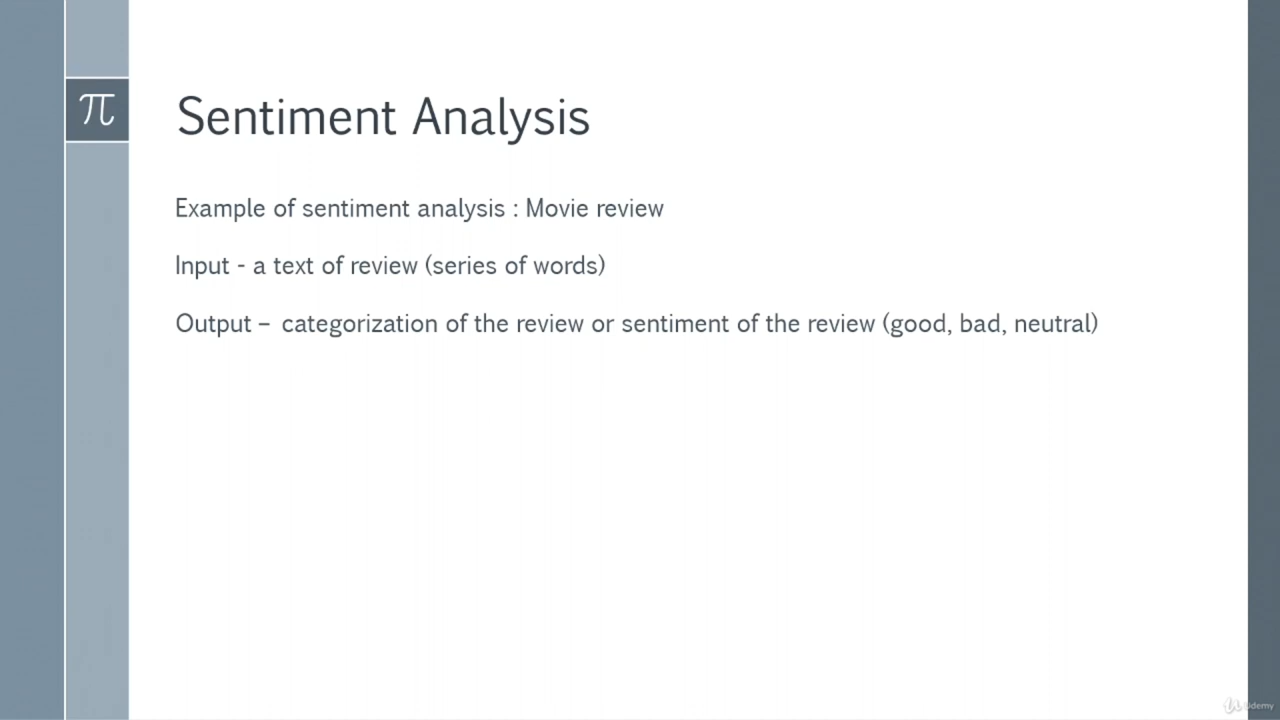 π
Sentiment Analysis
Example of sentiment analysis : Movie review
Input - a text of review (series of words)
Output – categorization of the review or sentiment of the review (good, bad, neutral)
Udemy